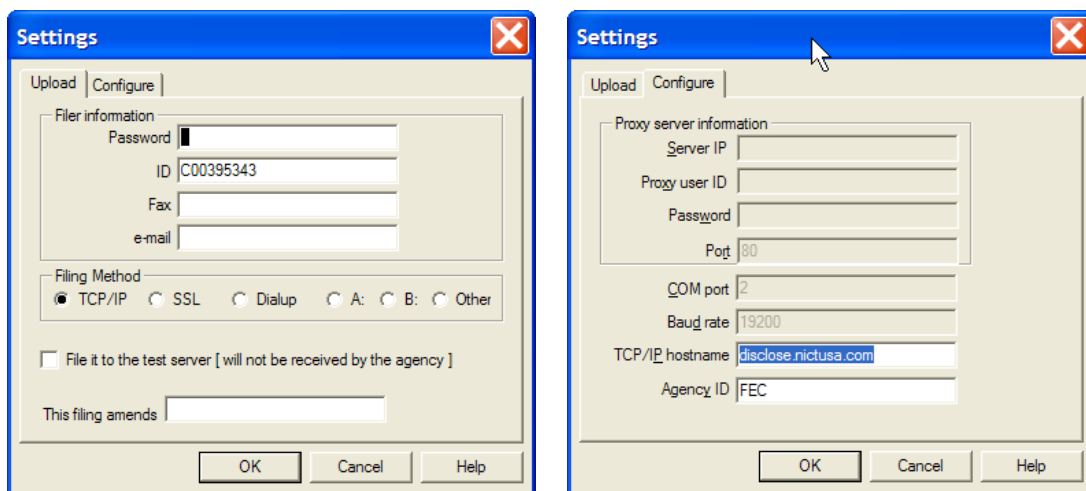 Settings
Upload Configure
Filer information
Password
ID C00395343
Fax
e-mail
Filing Method
TCP/IP SSL Dialup A: B: Other
File it to the test server [ will not be received by the agency ]
This filing amends
OK Cancel Help
Settings
Upload Configure
Proxy server information
Server IP
Proxy user ID
Password
Port 80
COM port 2
Baud rate 19200
TCP/IP hostname disclose.nictusa.com
Agency ID FEC
OK Cancel Help